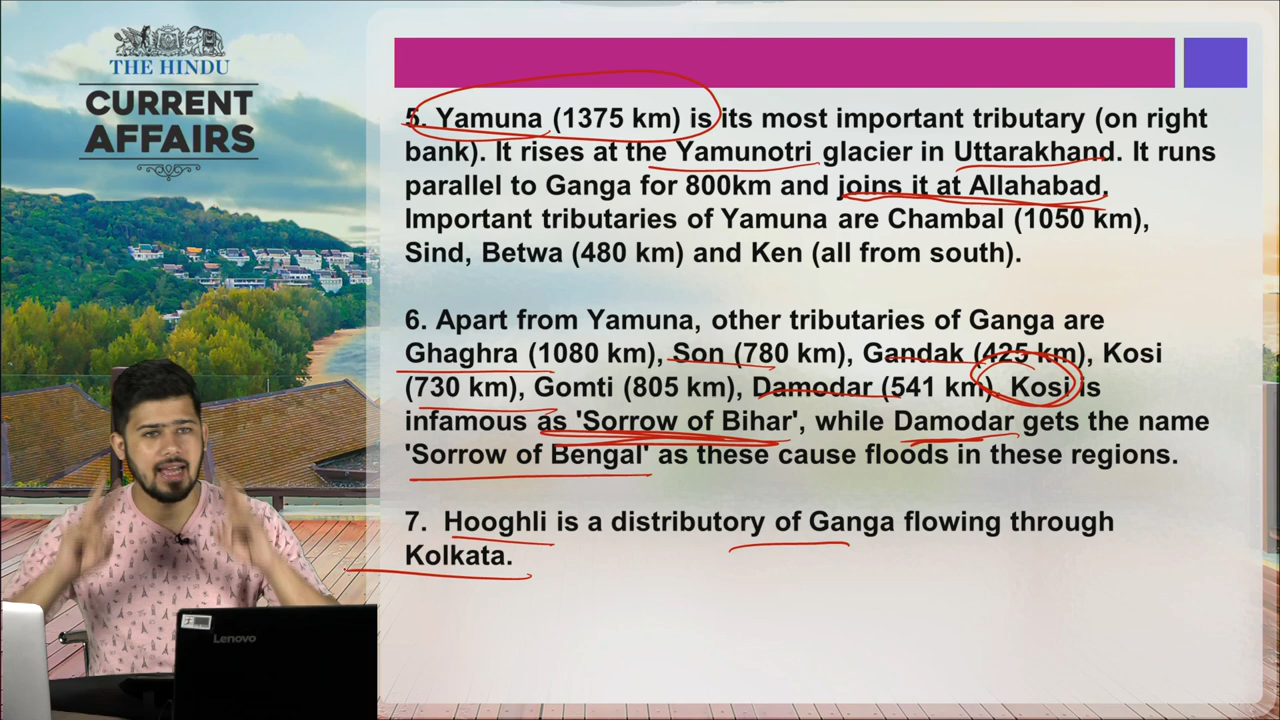 THE HINDU
CURRENT
AFFAIRS
5. Yamuna (1375 km) is its most important tributary (on right
bank). It rises at the Yamunotri glacier in Uttarakhand. It runs
parallel to Ganga for 800km and joins it at Allahabad.
Important tributaries of Yamuna are Chambal (1050 km),
Sind, Betwa (480 km) and Ken (all from south).
6. Apart from Yamuna, other tributaries of Ganga are
Ghaghra (1080 km), Son (780 km), Gandak (425 km), Kosi
(730 km), Gomti (805 km), Damodar (541 km). Kosi is
infamous as 'Sorrow of Bihar', while Damodar gets the name
'Sorrow of Bengal' as these cause floods in these regions.
7. Hooghli is a distributory of Ganga flowing through
Kolkata.
Lenovo